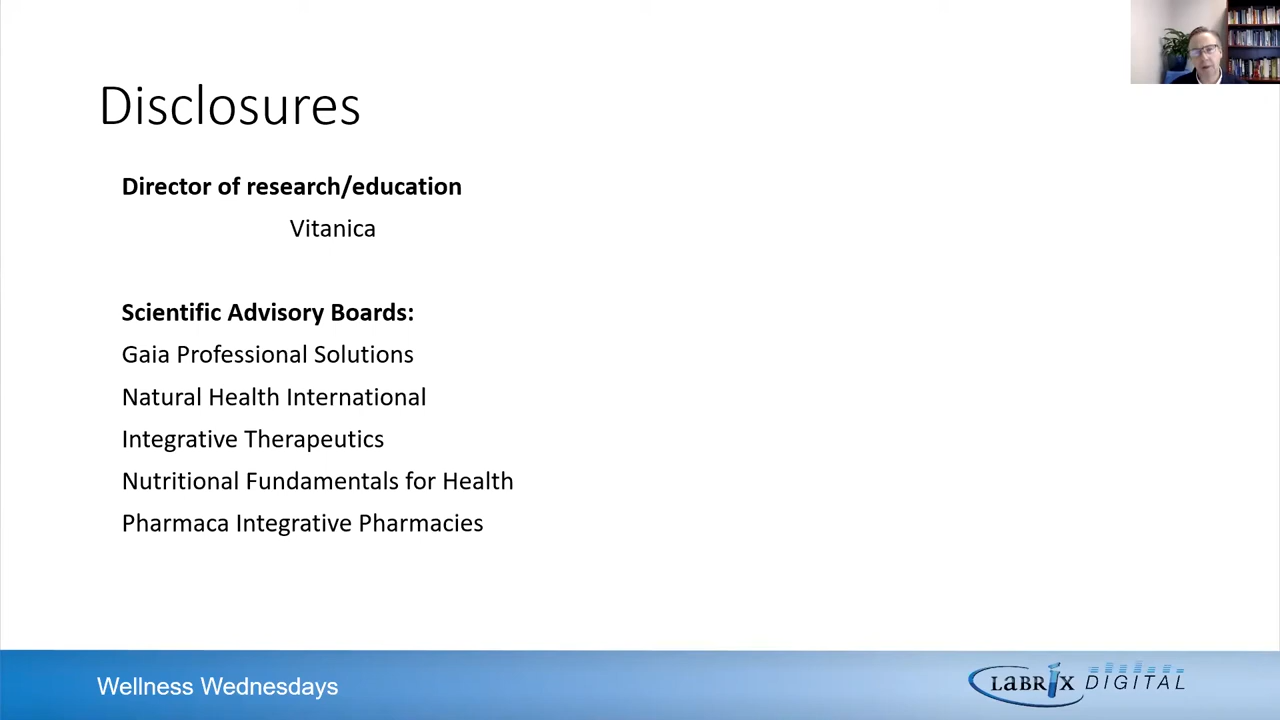 Disclosures
Director of research/education
Vitanica
Scientific Advisory Boards:
Gaia Professional Solutions
Natural Health International
Integrative Therapeutics
Nutritional Fundamentals for Health
Pharmaca Integrative Pharmacies
Wellness Wednesdays
LABRIX DIGITAL